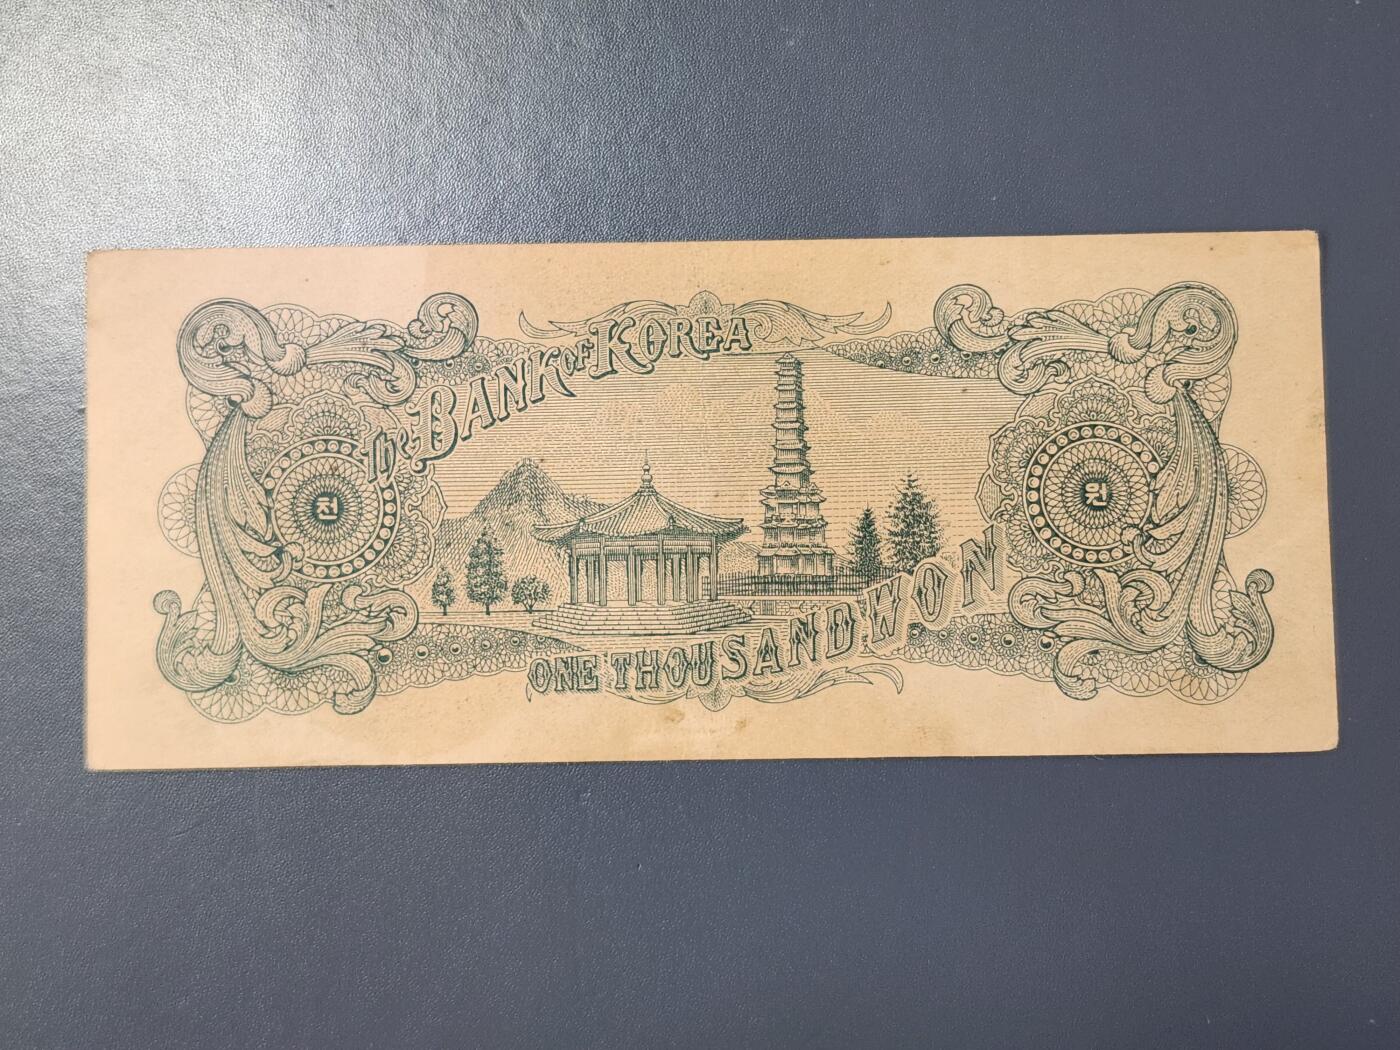 The BANK OF KOREA
천
원
ONE THOUSAND WON